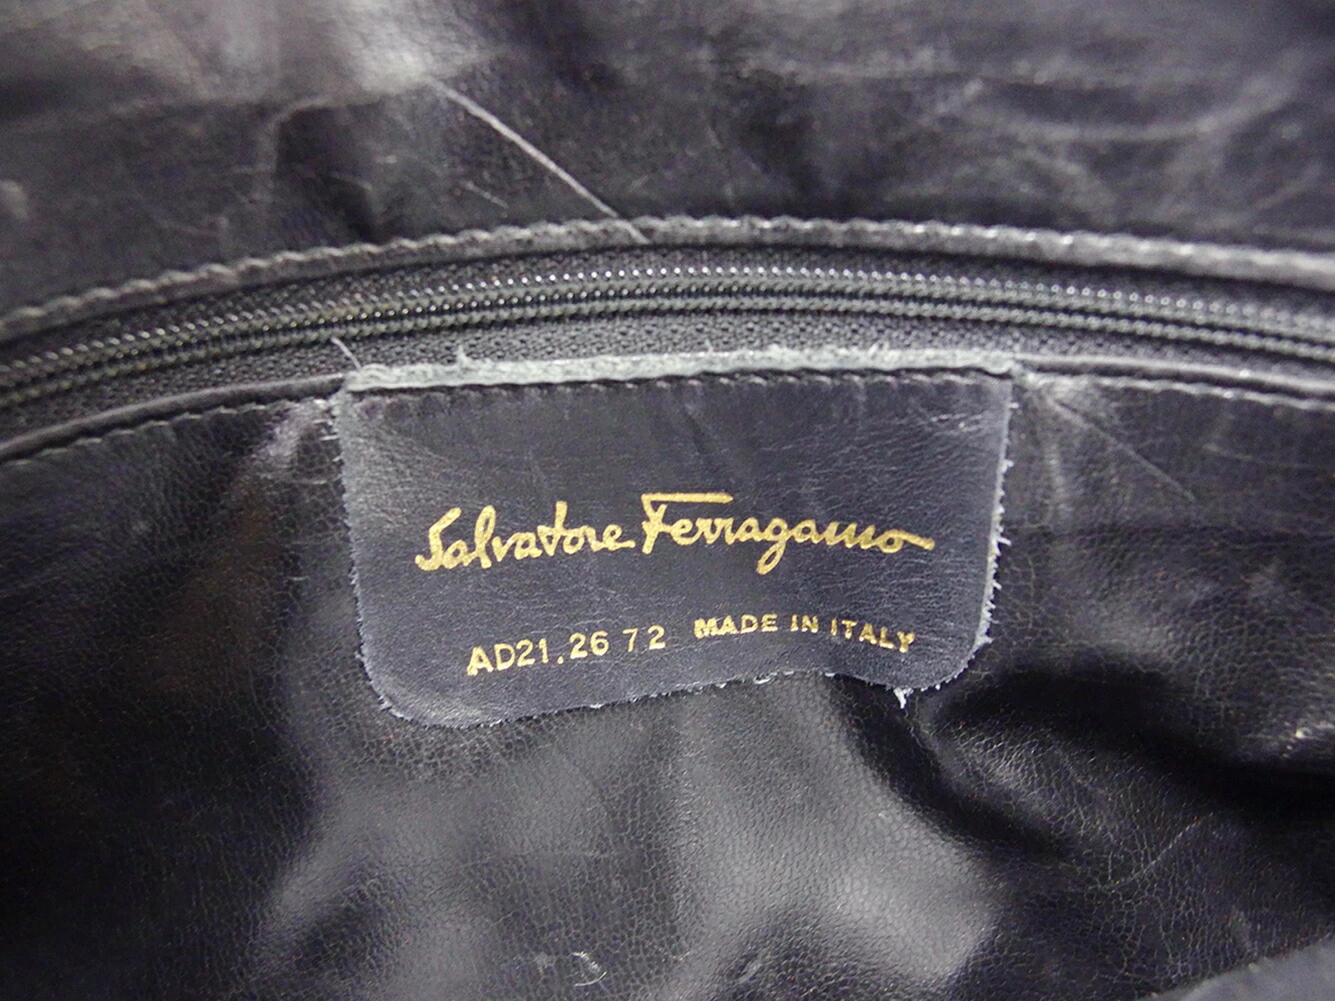 Salvatore Ferragamo
AD21.26 72 MADE IN ITALY